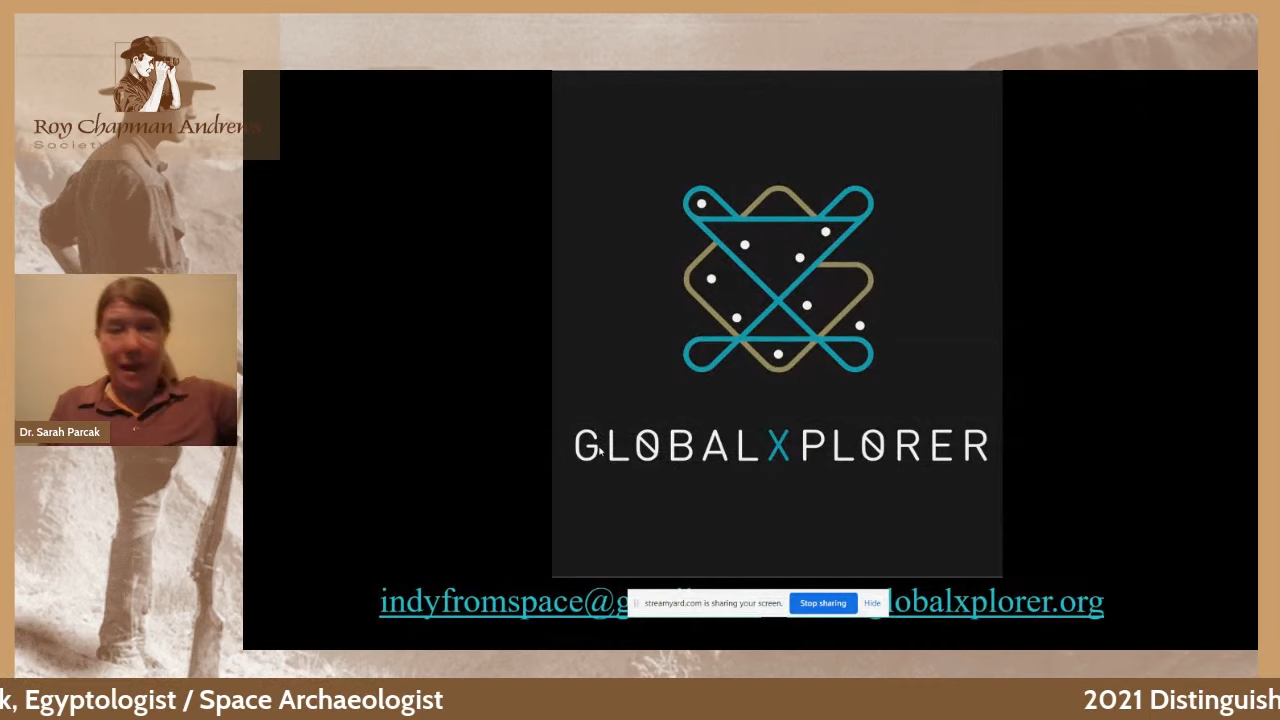 Roy Chapman Andrews
Society
Dr. Sarah Parcak
GLOBALXPLORER
indyfromspace@g
lobalxplorer.org
streamyard.com is sharing your screen.
Stop sharing
Hide
k, Egyptologist / Space Archaeologist
2021 Distinguish